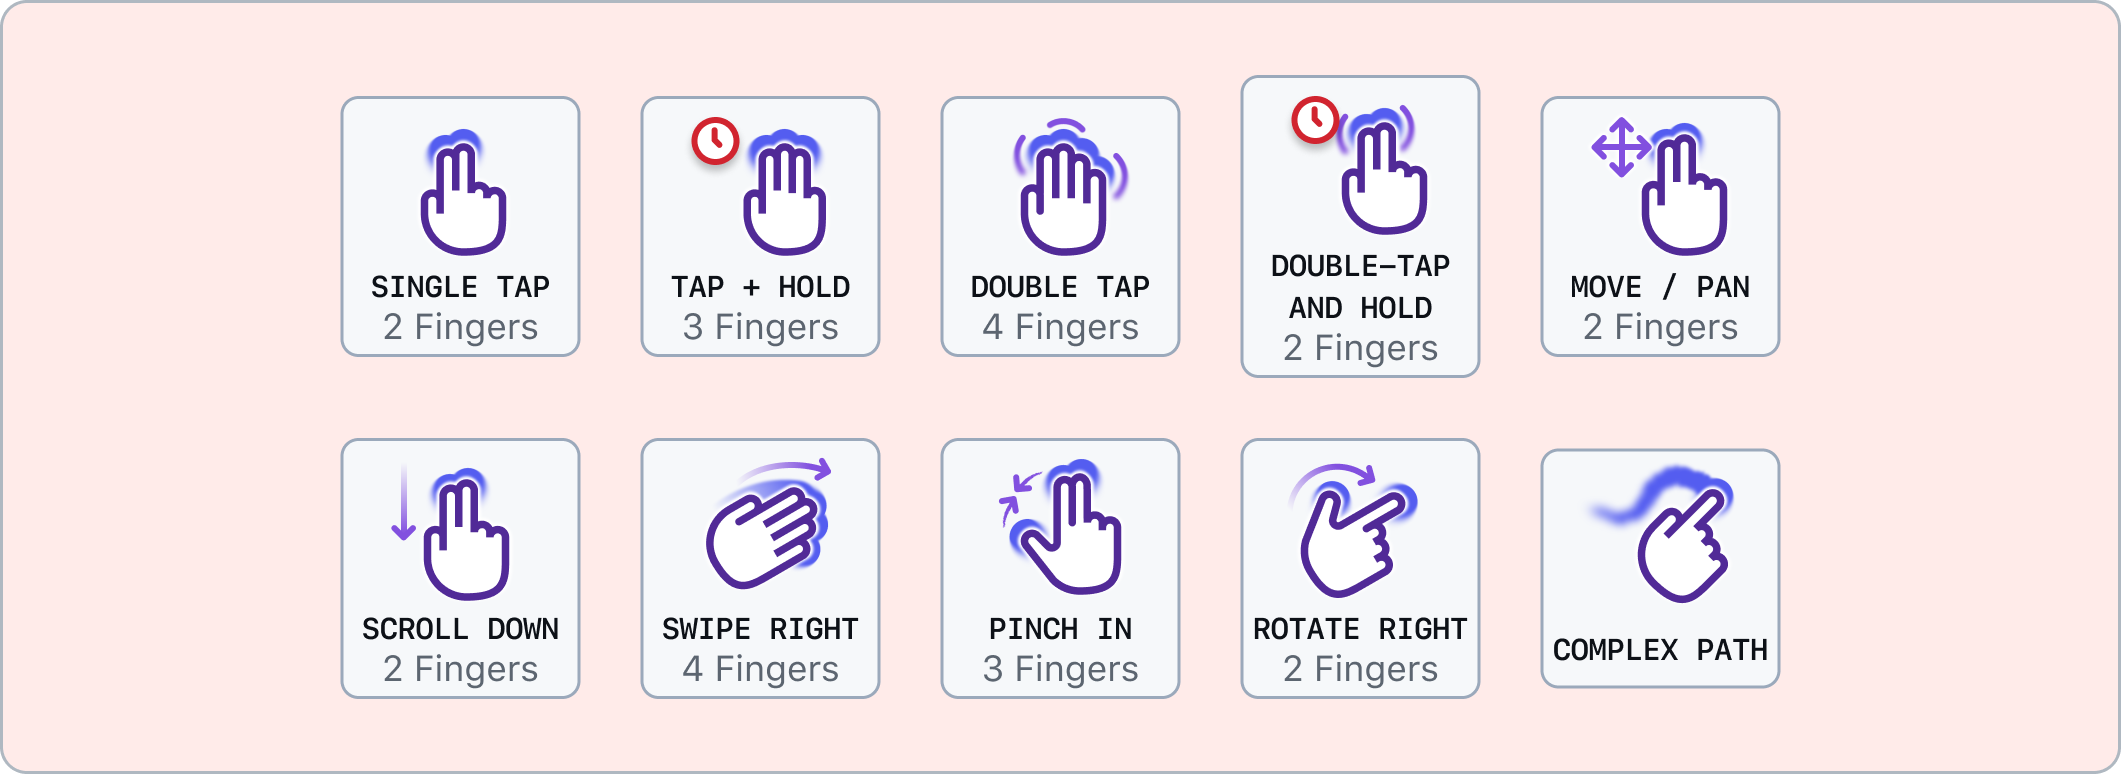 SINGLE TAP
2 Fingers
TAP + HOLD
3 Fingers
DOUBLE TAP
4 Fingers
DOUBLE-TAP
AND HOLD
2 Fingers
MOVE / PAN
2 Fingers
SCROLL DOWN
2 Fingers
SWIPE RIGHT
4 Fingers
PINCH IN
3 Fingers
ROTATE RIGHT
2 Fingers
COMPLEX PATH